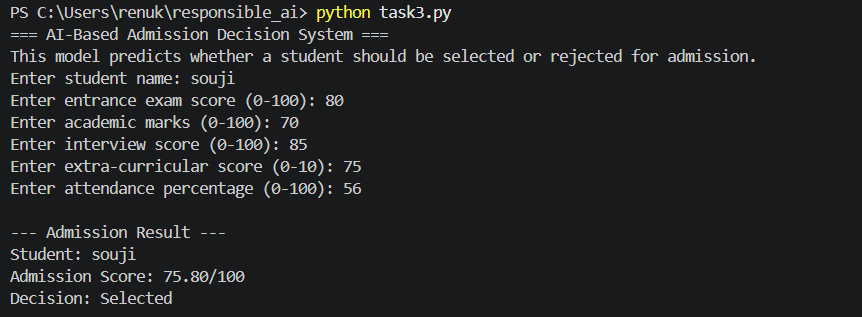 PS C:\Users\renuk\responsible_ai> python task3.py
=== AI-Based Admission Decision System ===
This model predicts whether a student should be selected or rejected for admission.
Enter student name: souji
Enter entrance exam score (0-100): 80
Enter academic marks (0-100): 70
Enter interview score (0-100): 85
Enter extra-curricular score (0-10): 75
Enter attendance percentage (0-100): 56
--- Admission Result ---
Student: souji
Admission Score: 75.80/100
Decision: Selected